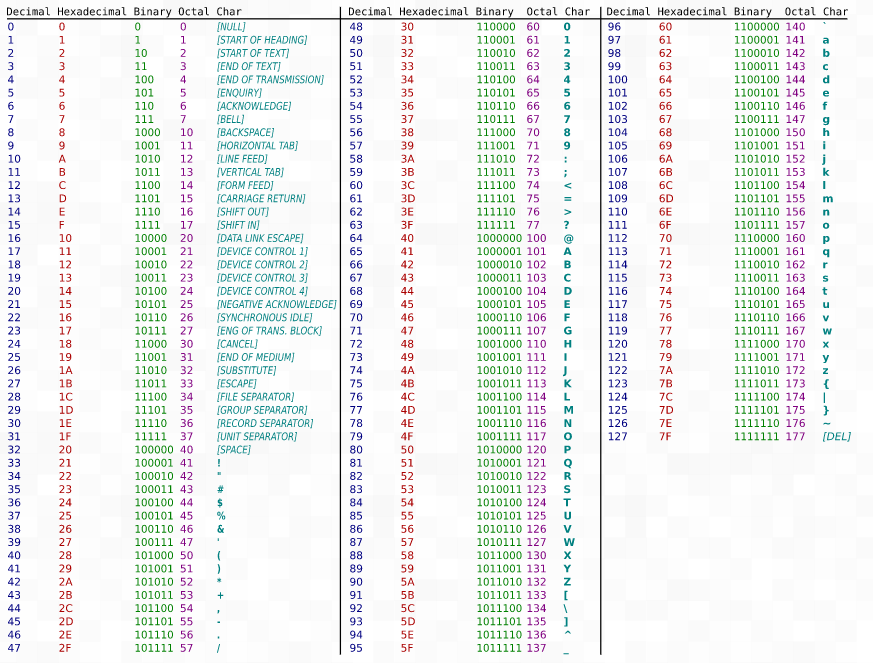 Decimal Hexadecimal Binary Octal Char
0 0 0 0 [NULL]
1 1 1 1 [START OF HEADING]
2 2 10 2 [START OF TEXT]
3 3 11 3 [END OF TEXT]
4 4 100 4 [END OF TRANSMISSION]
5 5 101 5 [ENQUIRY]
6 6 110 6 [ACKNOWLEDGE]
7 7 111 7 [BELL]
8 8 1000 10 [BACKSPACE]
9 9 1001 11 [HORIZONTAL TAB]
10 A 1010 12 [LINE FEED]
11 B 1011 13 [VERTICAL TAB]
12 C 1100 14 [FORM FEED]
13 D 1101 15 [CARRIAGE RETURN]
14 E 1110 16 [SHIFT OUT]
15 F 1111 17 [SHIFT IN]
16 10 10000 20 [DATA LINK ESCAPE]
17 11 10001 21 [DEVICE CONTROL 1]
18 12 10010 22 [DEVICE CONTROL 2]
19 13 10011 23 [DEVICE CONTROL 3]
20 14 10100 24 [DEVICE CONTROL 4]
21 15 10101 25 [NEGATIVE ACKNOWLEDGE]
22 16 10110 26 [SYNCHRONOUS IDLE]
23 17 10111 27 [ENG OF TRANS. BLOCK]
24 18 11000 30 [CANCEL]
25 19 11001 31 [END OF MEDIUM]
26 1A 11010 32 [SUBSTITUTE]
27 1B 11011 33 [ESCAPE]
28 1C 11100 34 [FILE SEPARATOR]
29 1D 11101 35 [GROUP SEPARATOR]
30 1E 11110 36 [RECORD SEPARATOR]
31 1F 11111 37 [UNIT SEPARATOR]
32 20 100000 40 [SPACE]
33 21 100001 41 !
34 22 100010 42 "
35 23 100011 43 #
36 24 100100 44 $
37 25 100101 45 %
38 26 100110 46 &
39 27 100111 47 '
40 28 101000 50 (
41 29 101001 51 )
42 2A 101010 52 *
43 2B 101011 53 +
44 2C 101100 54 ,
45 2D 101101 55 -
46 2E 101110 56 .
47 2F 101111 57 /
Decimal Hexadecimal Binary Octal Char
48 30 110000 60 0
49 31 110001 61 1
50 32 110010 62 2
51 33 110011 63 3
52 34 110100 64 4
53 35 110101 65 5
54 36 110110 66 6
55 37 110111 67 7
56 38 111000 70 8
57 39 111001 71 9
58 3A 111010 72 :
59 3B 111011 73 ;
60 3C 111100 74 <
61 3D 111101 75 =
62 3E 111110 76 >
63 3F 111111 77 ?
64 40 1000000 100 @
65 41 1000001 101 A
66 42 1000010 102 B
67 43 1000011 103 C
68 44 1000100 104 D
69 45 1000101 105 E
70 46 1000110 106 F
71 47 1000111 107 G
72 48 1001000 110 H
73 49 1001001 111 I
74 4A 1001010 112 J
75 4B 1001011 113 K
76 4C 1001100 114 L
77 4D 1001101 115 M
78 4E 1001110 116 N
79 4F 1001111 117 O
80 50 1010000 120 P
81 51 1010001 121 Q
82 52 1010010 122 R
83 53 1010011 123 S
84 54 1010100 124 T
85 55 1010101 125 U
86 56 1010110 126 V
87 57 1010111 127 W
88 58 1011000 130 X
89 59 1011001 131 Y
90 5A 1011010 132 Z
91 5B 1011011 133 [
92 5C 1011100 134 \
93 5D 1011101 135 ]
94 5E 1011110 136 ^
95 5F 1011111 137 _
Decimal Hexadecimal Binary Octal Char
96 60 1100000 140 `
97 61 1100001 141 a
98 62 1100010 142 b
99 63 1100011 143 c
100 64 1100100 144 d
101 65 1100101 145 e
102 66 1100110 146 f
103 67 1100111 147 g
104 68 1101000 150 h
105 69 1101001 151 i
106 6A 1101010 152 j
107 6B 1101011 153 k
108 6C 1101100 154 l
109 6D 1101101 155 m
110 6E 1101110 156 n
111 6F 1101111 157 o
112 70 1110000 160 p
113 71 1110001 161 q
114 72 1110010 162 r
115 73 1110011 163 s
116 74 1110100 164 t
117 75 1110101 165 u
118 76 1110110 166 v
119 77 1110111 167 w
120 78 1111000 170 x
121 79 1111001 171 y
122 7A 1111010 172 z
123 7B 1111011 173 {
124 7C 1111100 174 |
125 7D 1111101 175 }
126 7E 1111110 176 ~
127 7F 1111111 177 [DEL]